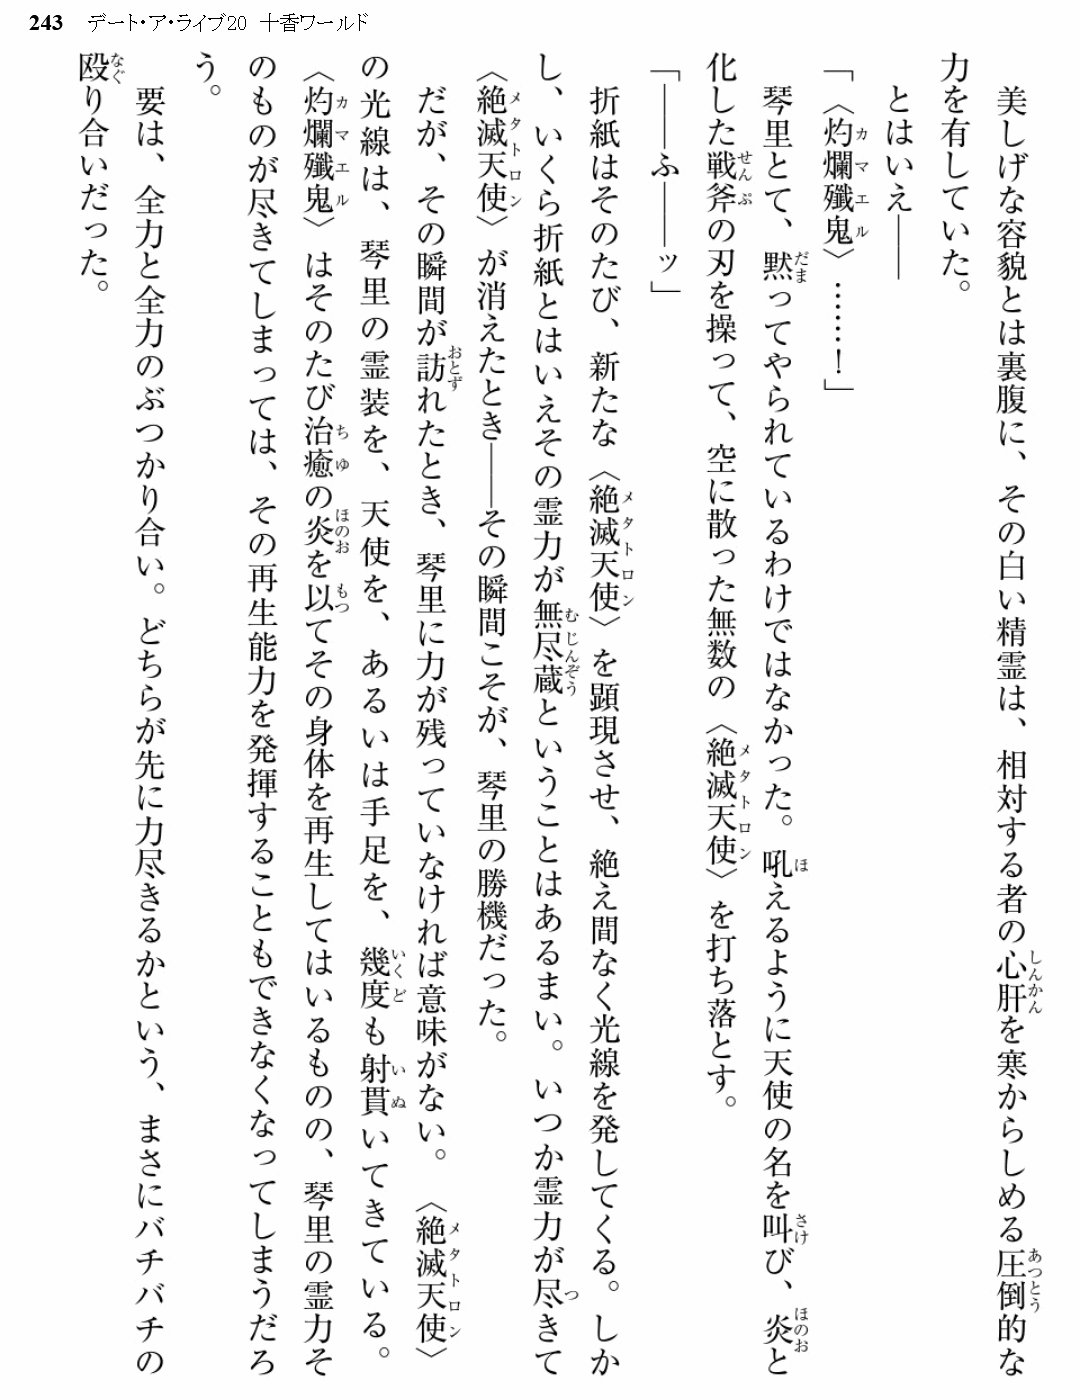 243 デート・ア・ライブ20 十香ワールド
美しげな容貌とは裏腹に、その白い精霊は、相対する者の心肝を寒からしめる圧倒的な
力を有していた。
とはいえ――
「〈灼爛殲鬼〉……！」
琴里とて、黙ってやられているわけではなかった。吼えるように天使の名を叫び、炎と
化した戦斧の刃を操って、空に散った無数の〈絶滅天使〉を打ち落とす。
「――ふ――ッ」
折紙はそのたび、新たな〈絶滅天使〉を顕現させ、絶え間なく光線を発してくる。しか
し、いくら折紙とはいえその霊力が無尽蔵ということはあるまい。いつか霊力が尽きて
〈絶滅天使〉が消えたとき――その瞬間こそが、琴里の勝機だった。
だが、その瞬間が訪れたとき、琴里に力が残っていなければ意味がない。〈絶滅天使〉
の光線は、琴里の霊装を、天使を、あるいは手足を、幾度も射貫いてきている。
〈灼爛殲鬼〉はそのたび治癒の炎を以てその身体を再生してはいるものの、琴里の霊力そ
のものが尽きてしまっては、その再生能力を発揮することもできなくなってしまうだろ
う。
要は、全力と全力のぶつかり合い。どちらが先に力尽きるかという、まさにバチバチの
殴り合いだった。